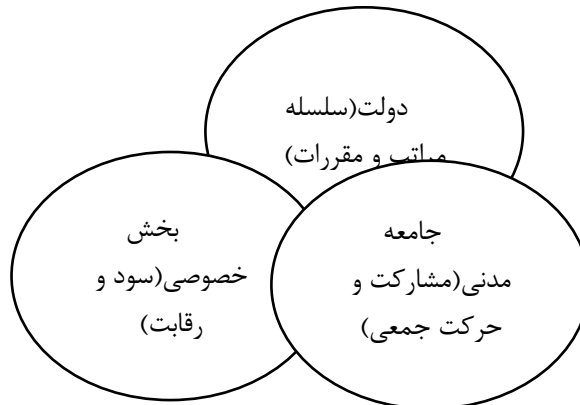 دولت(سلسله
مراتب و مقررات)
بخش
خصوصی(سود و
رقابت)
جامعه
مدنی(مشارکت و
حرکت جمعی)